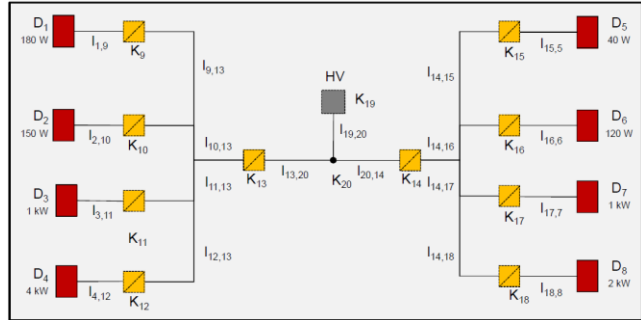 D1
180 W
I1,9
K9
I9,13
D2
150 W
I2,10
K10
I10,13
D3
1 kW
I3,11
K11
I11,13
D4
4 kW
I4,12
K12
I12,13
K13
I13,20
HV
K19
I19,20
K20
I20,14
K14
I14,15
K15
I15,5
D5
40 W
I14,16
K16
I16,6
D6
120 W
I14,17
K17
I17,7
D7
1 kW
I14,18
K18
I18,8
D8
2 kW